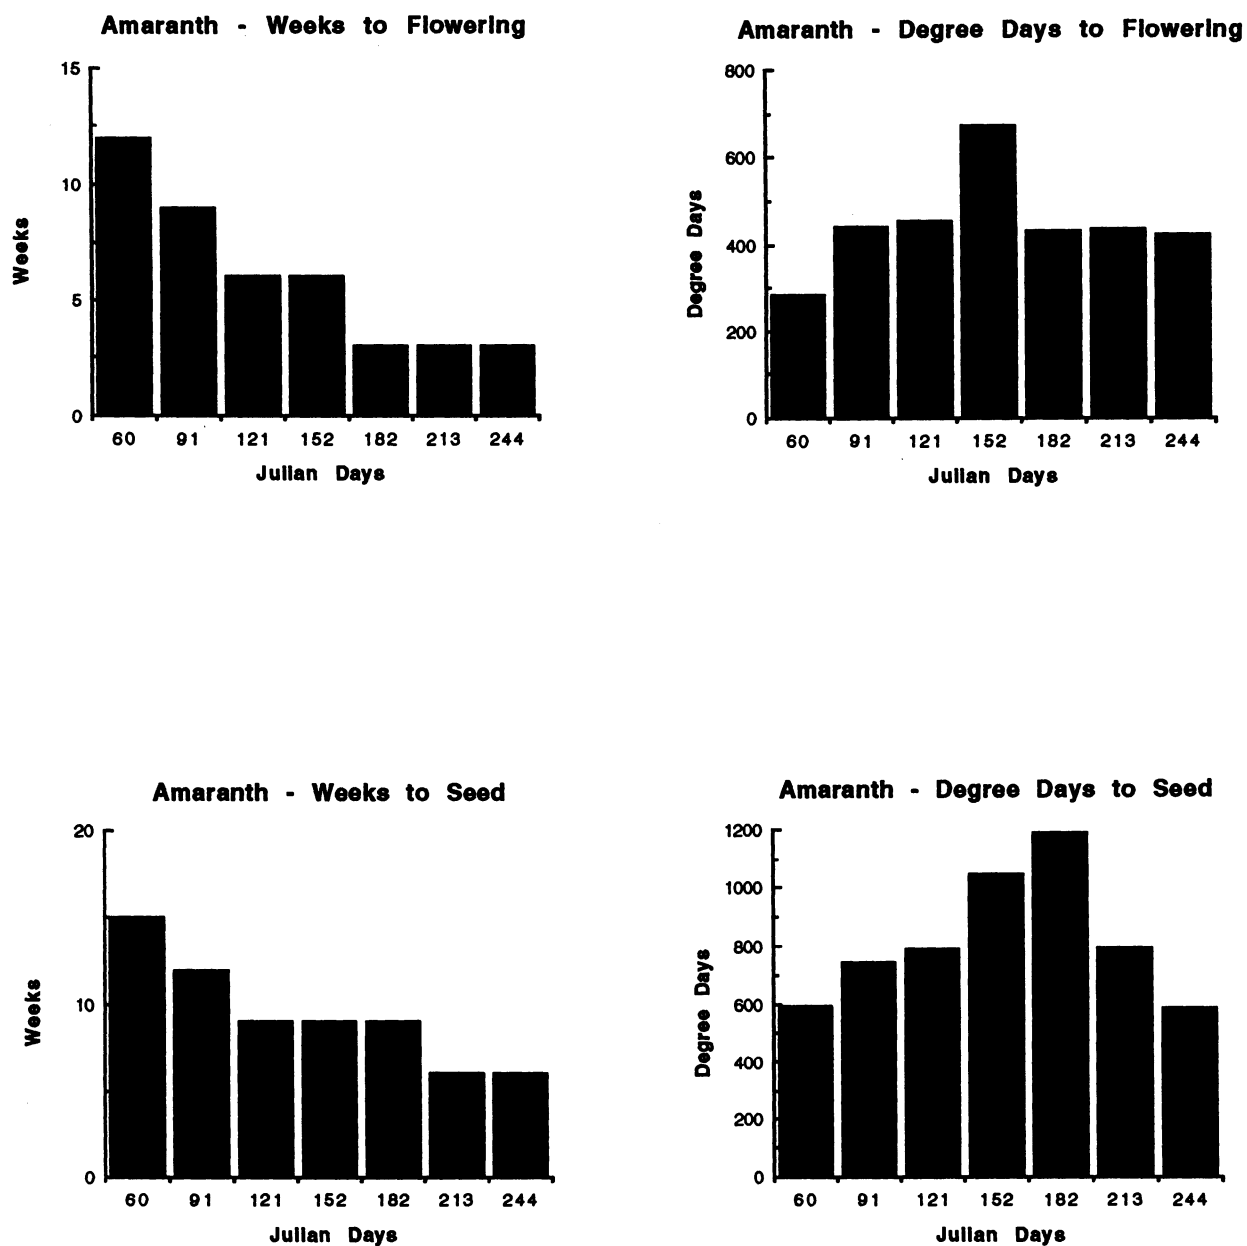 Amaranth - Weeks to Flowering
15
10
5
0
Weeks
60 91 121 152 182 213 244
Julian Days
Amaranth - Degree Days to Flowering
800
600
400
200
0
Degree Days
60 91 121 152 182 213 244
Julian Days
Amaranth - Weeks to Seed
20
10
0
Weeks
60 91 121 152 182 213 244
Julian Days
Amaranth - Degree Days to Seed
1200
1000
800
600
400
200
0
Degree Days
60 91 121 152 182 213 244
Julian Days